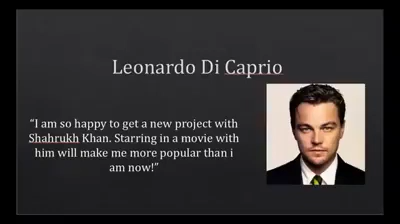 Leonardo Di Caprio
“I am so happy to get a new project with
Shahrukh Khan. Starring in a movie with
him will make me more popular than i
am now!”